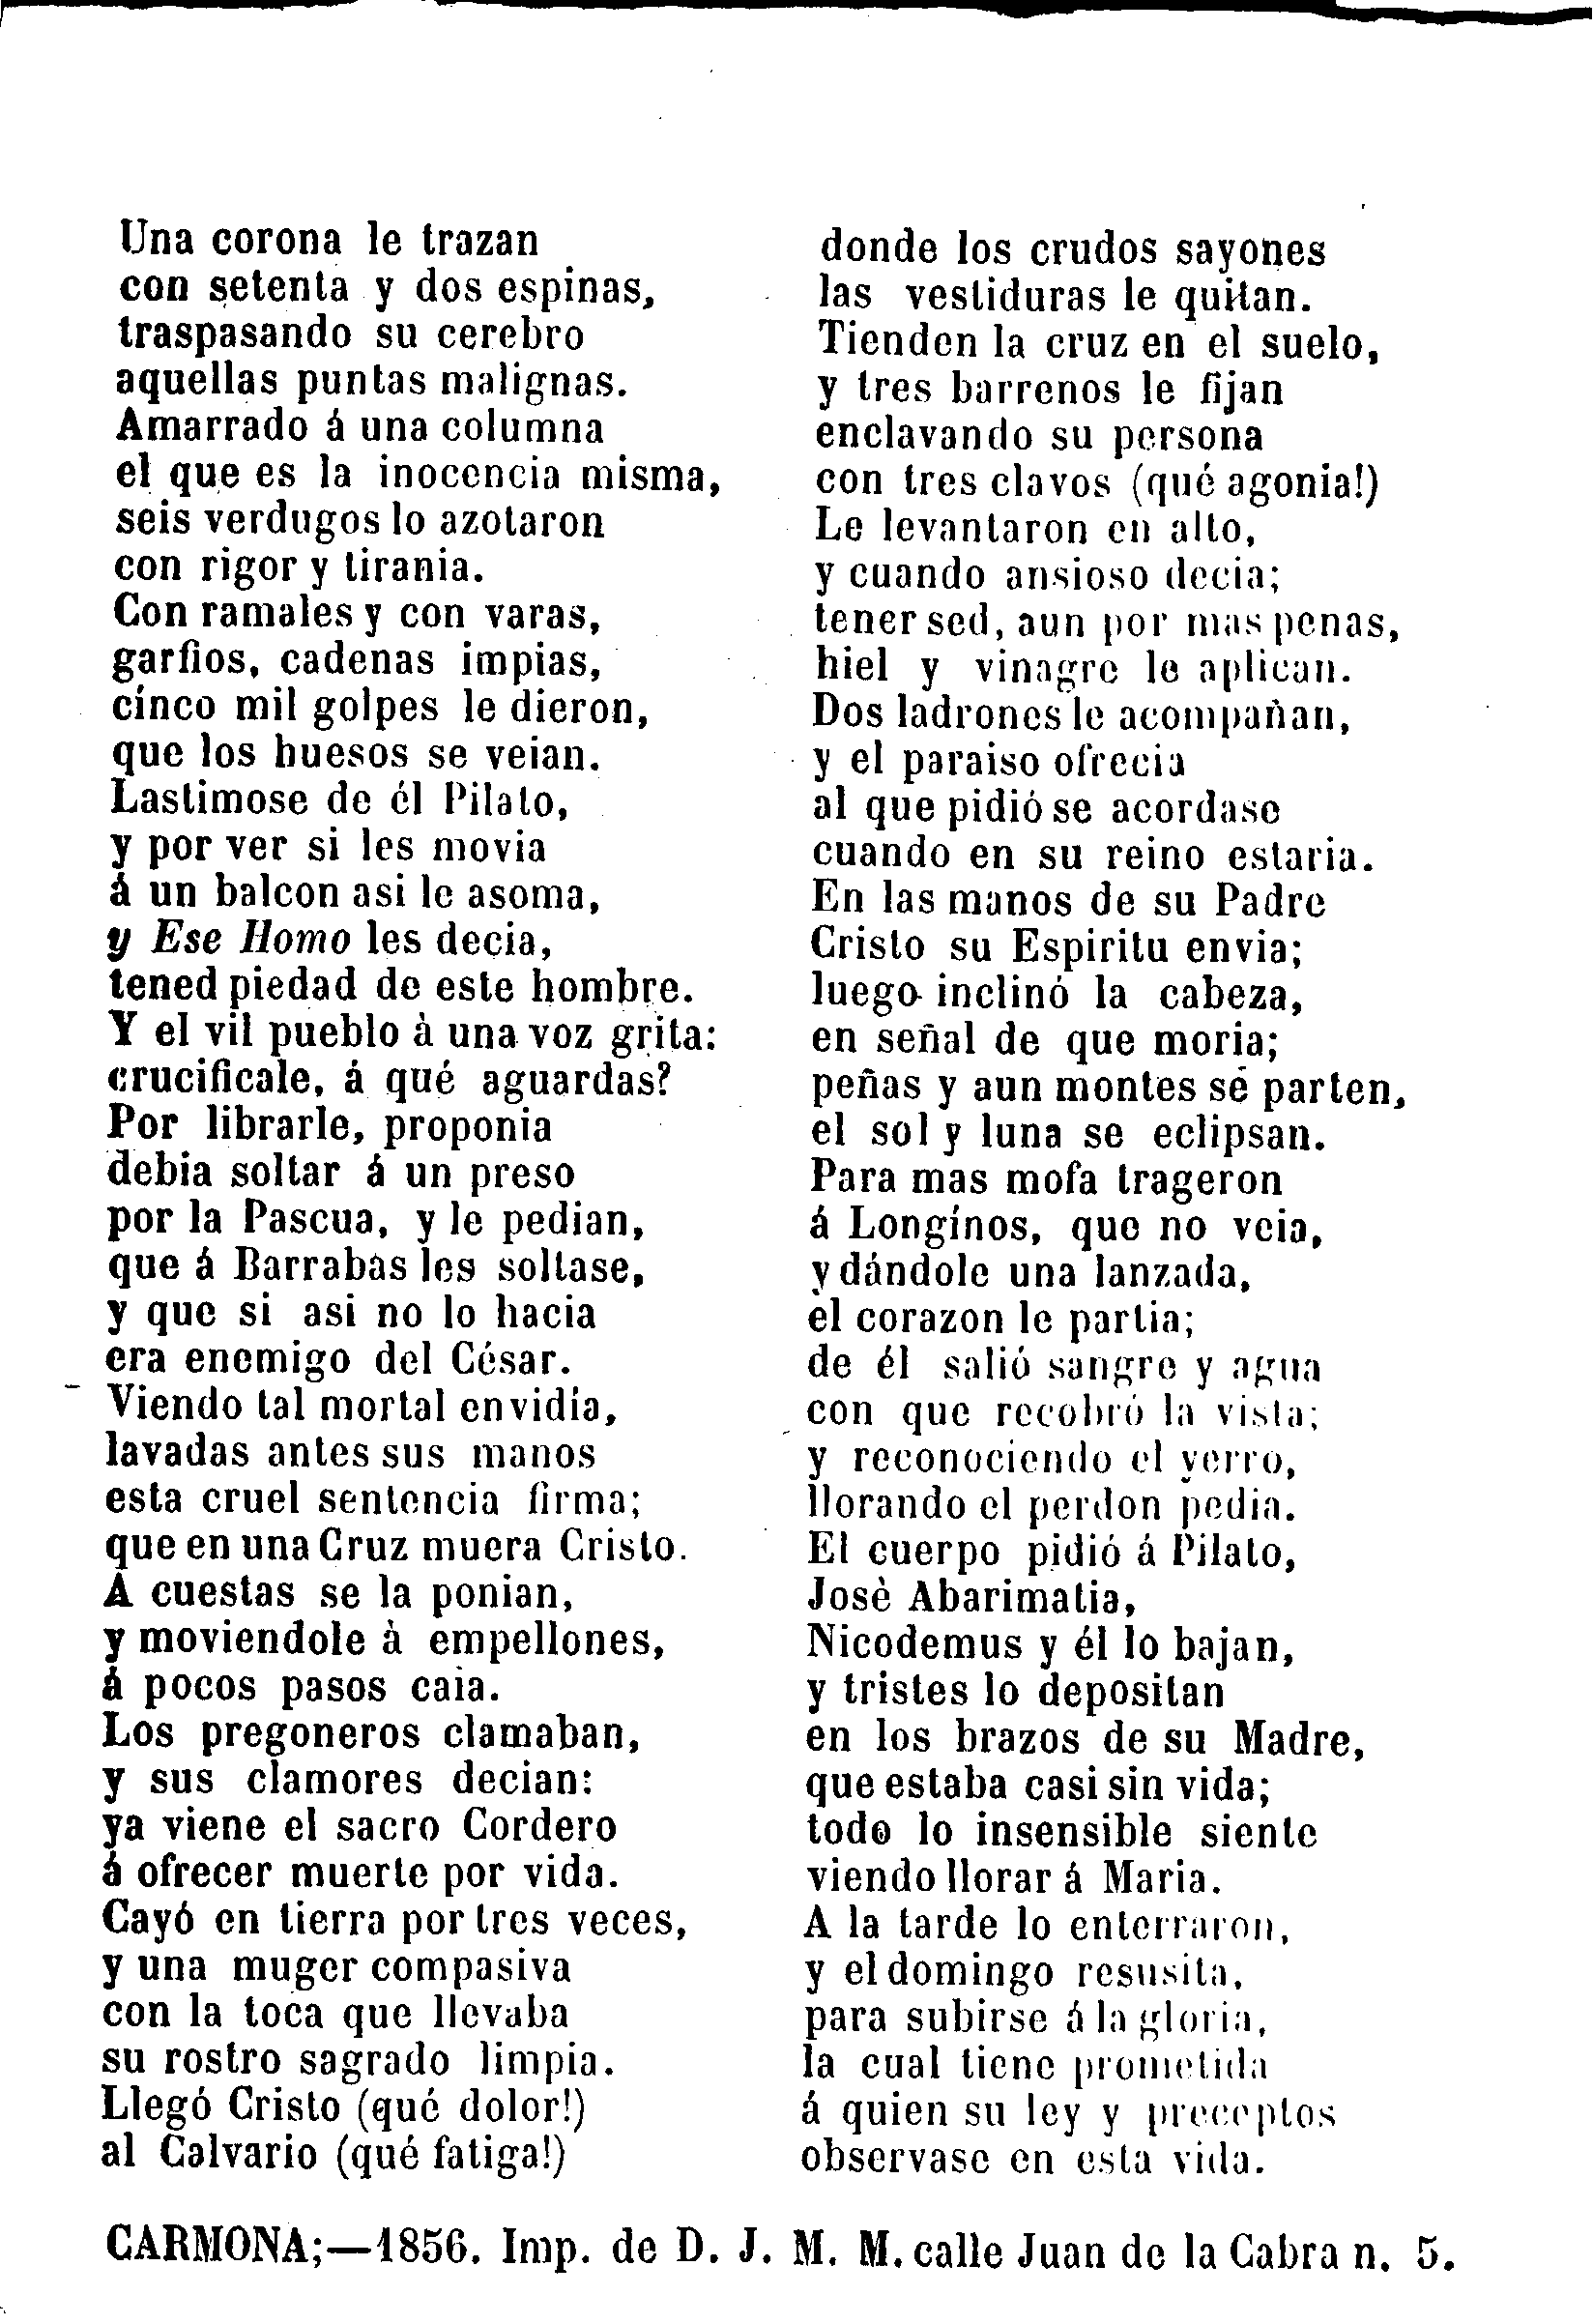 Una corona le trazan
con setenta y dos espinas,
traspasando su cerebro
aquellas puntas malignas.
Amarrado á una columna
el que es la inocencia misma,
seis verdugos lo azotaron
con rigor y tirania.
Con ramales y con varas,
garfios, cadenas impias,
cínco mil golpes le dieron,
que los huesos se veian.
Lastimose de él Pilato,
y por ver si les movia
á un balcon asi le asoma,
y Ese Homo les decia,
tened piedad de este hombre.
Y el vil pueblo à una voz grita:
crucificale, á qué aguardas?
Por librarle, proponia
debia soltar á un preso
por la Pascua, y le pedian,
que á Barrabas les soltase,
y que si asi no lo hacia
era enemigo del César.
Viendo tal mortal envidía,
lavadas antes sus manos
esta cruel sentencia firma;
que en una Cruz muera Cristo.
A cuestas se la ponian,
y moviendole à empellones,
á pocos pasos caia.
Los pregoneros clamaban,
y sus clamores decian:
ya viene el sacro Cordero
á ofrecer muerte por vida.
Cayó en tierra por tres veces,
y una muger compasiva
con la toca que llevaba
su rostro sagrado limpia.
Llegó Cristo (qué dolor!)
al Calvario (qué fatiga!)
donde los crudos sayones
las vestiduras le quitan.
Tienden la cruz en el suelo,
y tres barrenos le fijan
enclavando su persona
con tres clavos (qué agonia!)
Le levantaron en alto,
y cuando ansioso decia;
tener sed, aun por mas penas,
hiel y vinagre le aplican.
Dos ladrones le acompañan,
y el paraiso ofrecia
al que pidió se acordase
cuando en su reino estaria.
En las manos de su Padre
Cristo su Espiritu envia;
luego inclinó la cabeza,
en señal de que moria;
peñas y aun montes se parten,
el sol y luna se eclipsan.
Para mas mofa trageron
á Longínos, que no veia,
y dándole una lanzada,
el corazon le partia;
de él salió sangre y agua
con que recobró la vista;
y reconociendo el yerro,
llorando el perdon pedia.
El cuerpo pidió á Pilato,
Josè Abarimatia,
Nicodemus y él lo bajan,
y tristes lo depositan
en los brazos de su Madre,
que estaba casi sin vida;
todo lo insensible siente
viendo llorar á Maria.
A la tarde lo enterraron,
y el domingo resusita,
para subirse á la gloria,
la cual tiene prometida
á quien su ley y preceptos
observase en esta vida.
CARMONA;—1856. Imp. de D. J. M. M. calle Juan de la Cabra n. 5.